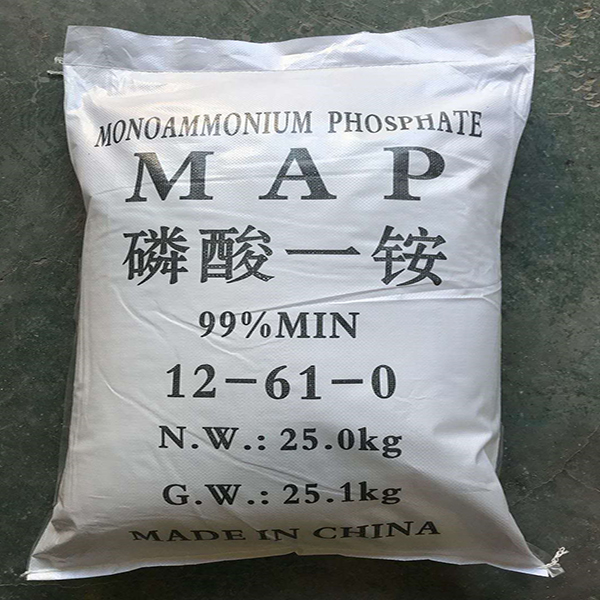 MONOAMMONIUM PHOSPHATE
MAP
磷酸一铵
99%MIN
12-61-0
N.W.: 25.0kg
G.W.: 25.1kg
MADE IN CHINA